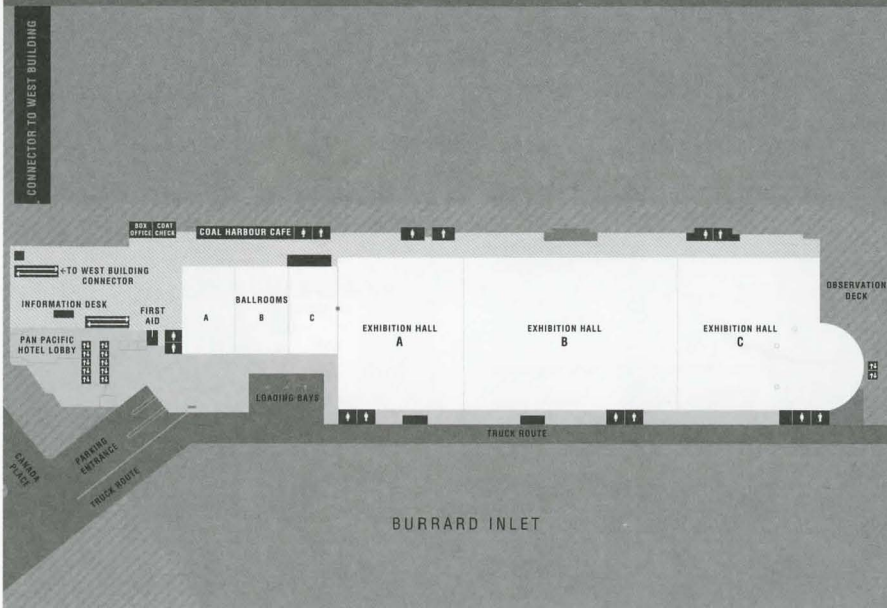 CONNECTOR TO WEST BUILDING
BOX OFFICE
COAT CHECK
COAL HARBOUR CAFE
←TO WEST BUILDING
CONNECTOR
INFORMATION DESK
FIRST
AID
PAN PACIFIC
HOTEL LOBBY
BALLROOMS
A
B
C
EXHIBITION HALL
A
EXHIBITION HALL
B
EXHIBITION HALL
C
OBSERVATION
DECK
LOADING BAYS
TRUCK ROUTE
CANADA
PLACE
PARKING
ENTRANCE
TRUCK ROUTE
BURRARD INLET